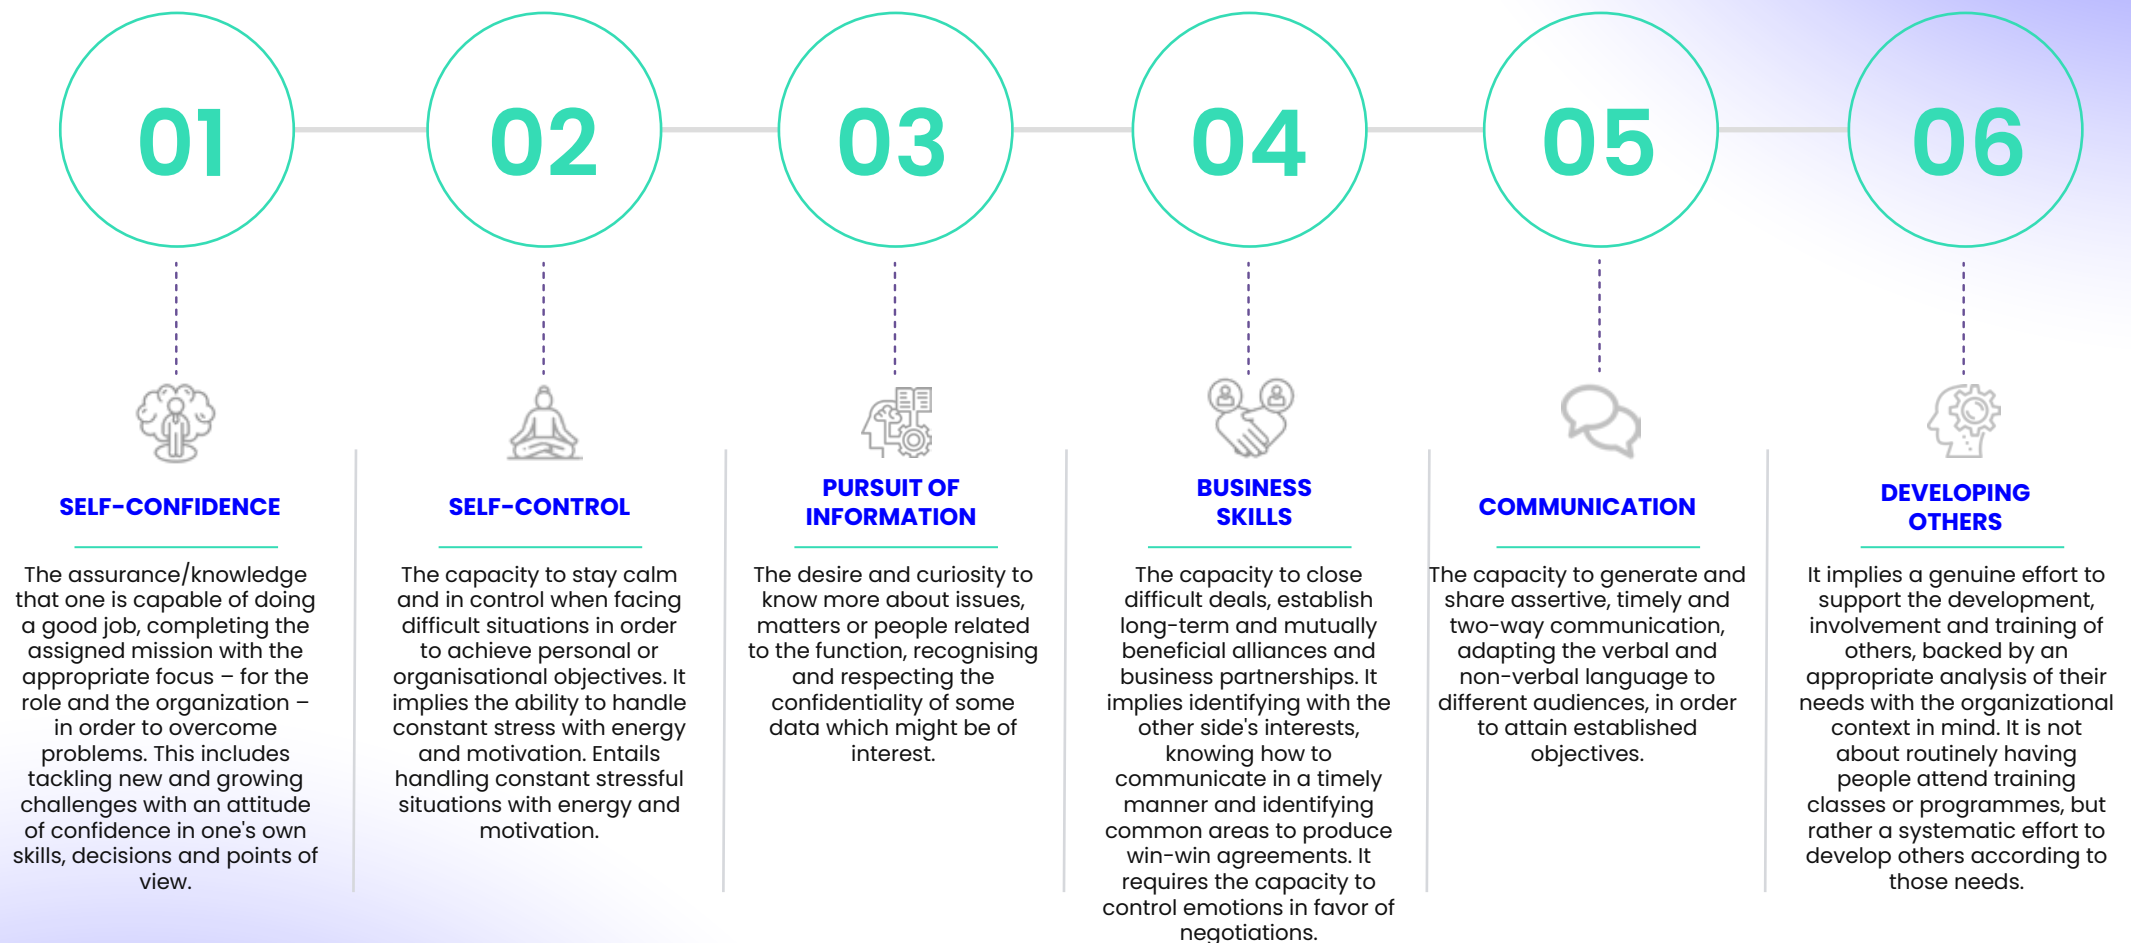 01
02
03
04
05
06
SELF-CONFIDENCE
The assurance/knowledge
that one is capable of doing
a good job, completing the
assigned mission with the
appropriate focus – for the
role and the organization –
in order to overcome
problems. This includes
tackling new and growing
challenges with an attitude
of confidence in one's own
skills, decisions and points of
view.
SELF-CONTROL
The capacity to stay calm
and in control when facing
difficult situations in order
to achieve personal or
organisational objectives. It
implies the ability to handle
constant stress with energy
and motivation. Entails
handling constant stressful
situations with energy and
motivation.
PURSUIT OF
INFORMATION
The desire and curiosity to
know more about issues,
matters or people related
to the function, recognising
and respecting the
confidentiality of some
data which might be of
interest.
BUSINESS
SKILLS
The capacity to close
difficult deals, establish
long-term and mutually
beneficial alliances and
business partnerships. It
implies identifying with the
other side's interests,
knowing how to
communicate in a timely
manner and identifying
common areas to produce
win-win agreements. It
requires the capacity to
control emotions in favor of
negotiations.
COMMUNICATION
The capacity to generate and
share assertive, timely and
two-way communication,
adapting the verbal and
non-verbal language to
different audiences, in order
to attain established
objectives.
DEVELOPING
OTHERS
It implies a genuine effort to
support the development,
involvement and training of
others, backed by an
appropriate analysis of their
needs with the organizational
context in mind. It is not
about routinely having
people attend training
classes or programmes, but
rather a systematic effort to
develop others according to
those needs.